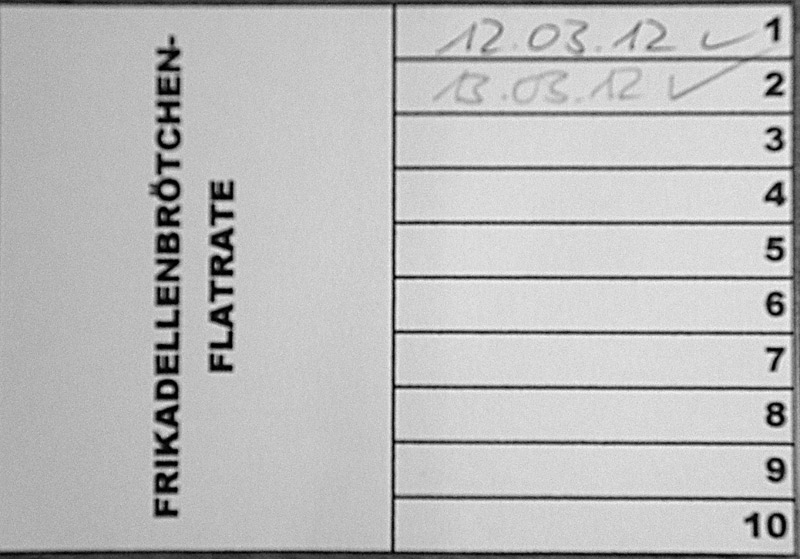 FRIKADELLENBRÖTCHEN-
FLATRATE
12.03.12 ✓ 1
13.03.12 ✓ 2
3
4
5
6
7
8
9
10